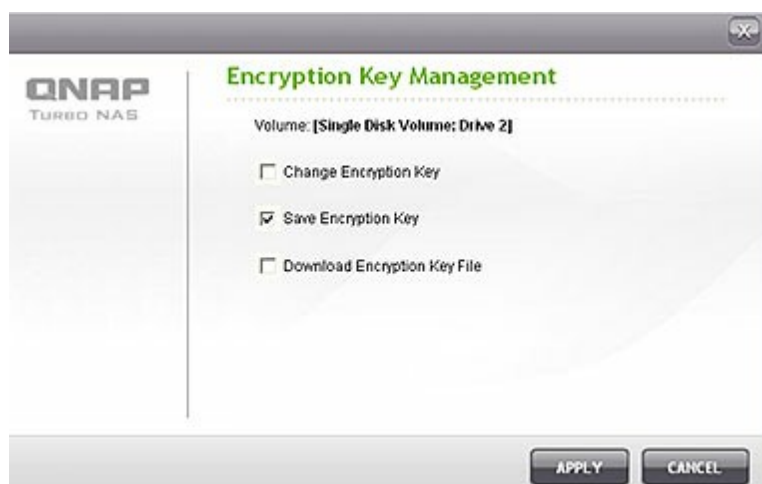 QNAP
TURBO NAS
Encryption Key Management
Volume: [Single Disk Volume: Drive 2]
Change Encryption Key
Save Encryption Key
Download Encryption Key File
APPLY
CANCEL